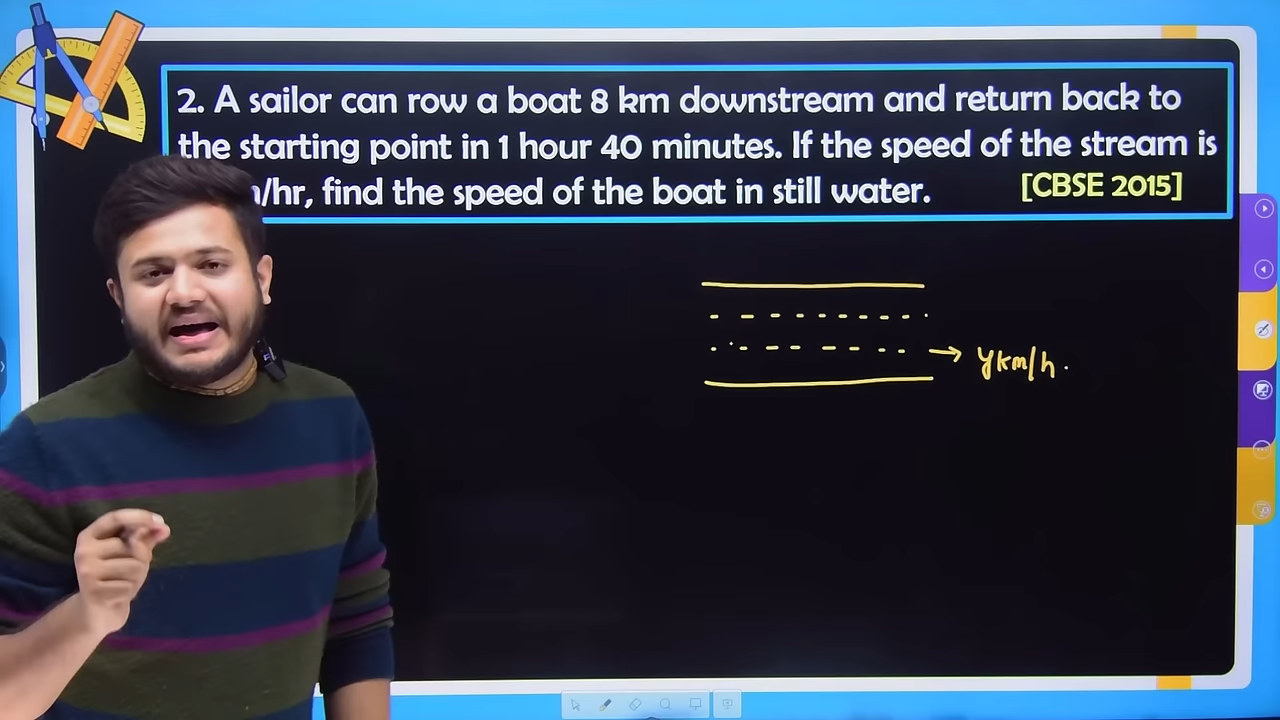 2. A sailor can row a boat 8 km downstream and return back to
the starting point in 1 hour 40 minutes. If the speed of the stream is
/hr, find the speed of the boat in still water. [CBSE 2015]
y km/h.